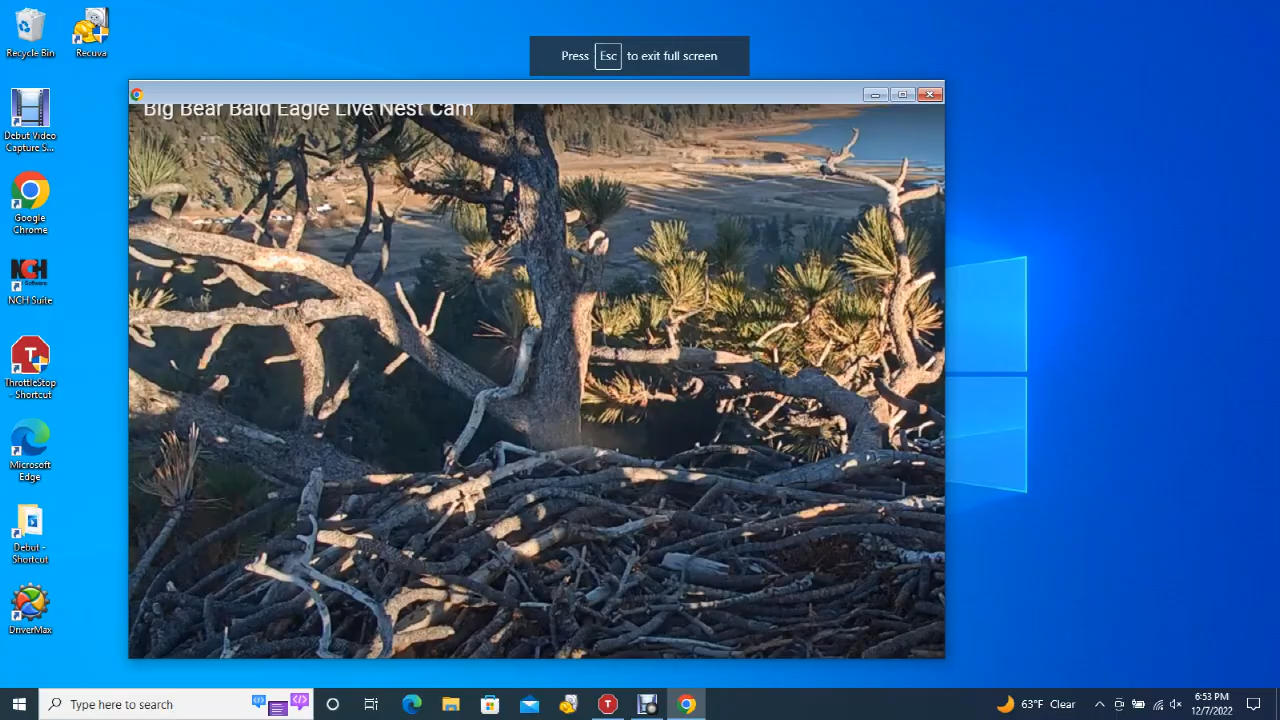 Recycle Bin
Recuva
Press Esc to exit full screen
Big Bear Bald Eagle Live Nest Cam
Debut Video
Capture S...
Google
Chrome
NCH
Software
NCH Suite
T
ThrottleStop
- Shortcut
Microsoft
Edge
Debut -
Shortcut
DriverMax
Type here to search
T
63°F Clear
6:53 PM
12/7/2022